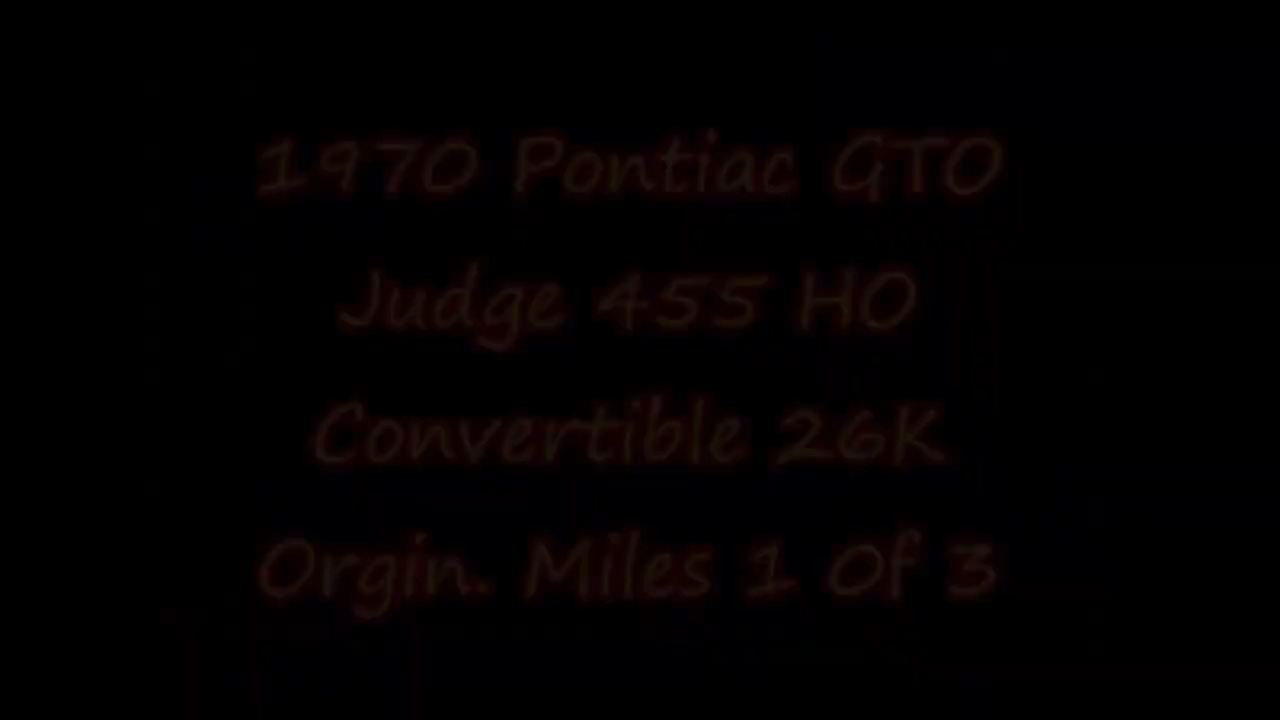 1970 Pontiac GTO
Judge 455 HO
Convertible 26K
Orgin. Miles 1 Of 3